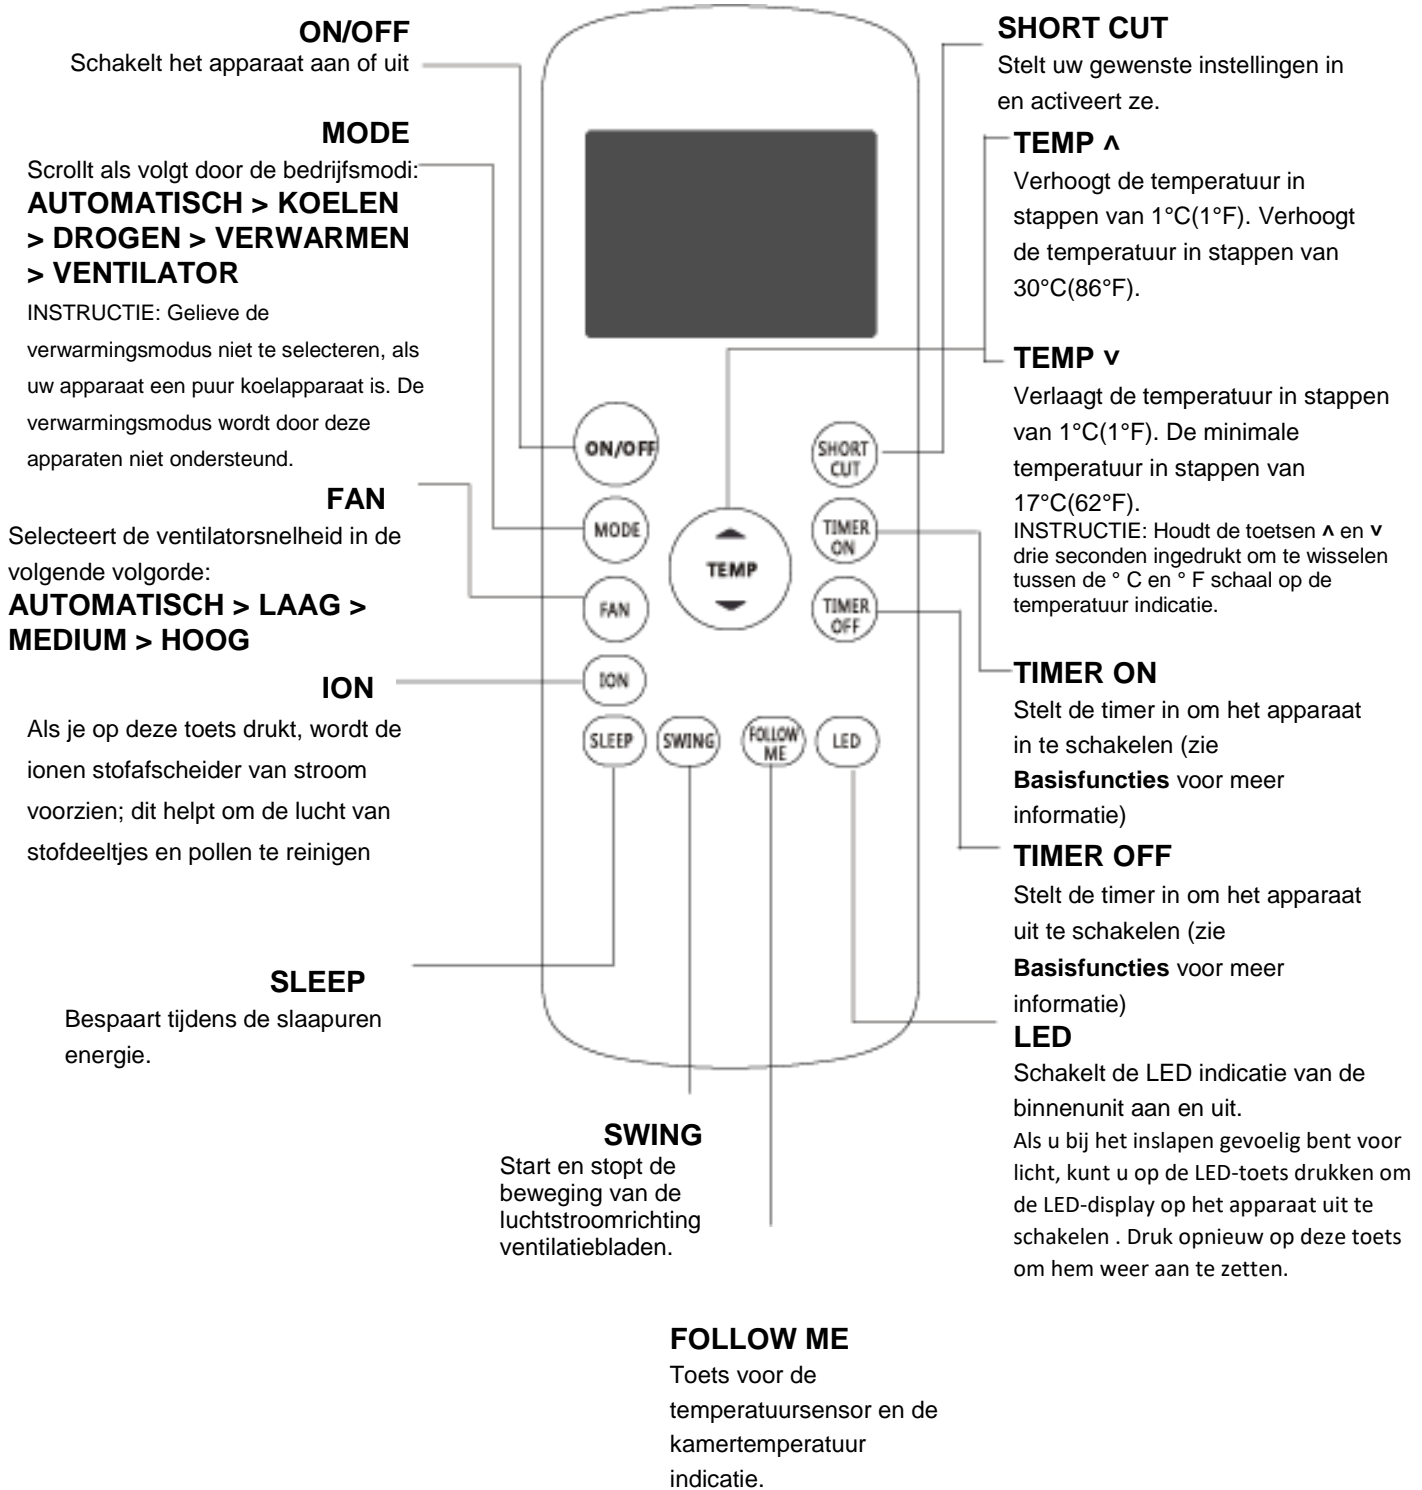 ON/OFF
Schakelt het apparaat aan of uit
MODE
Scrollt als volgt door de bedrijfsmodi:
AUTOMATISCH > KOELEN
> DROGEN > VERWARMEN
> VENTILATOR
INSTRUCTIE: Gelieve de
verwarmingsmodus niet te selecteren, als
uw apparaat een puur koelapparaat is. De
verwarmingsmodus wordt door deze
apparaten niet ondersteund.
FAN
Selecteert de ventilatorsnelheid in de
volgende volgorde:
AUTOMATISCH > LAAG >
MEDIUM > HOOG
ION
Als je op deze toets drukt, wordt de
ionen stofafscheider van stroom
voorzien; dit helpt om de lucht van
stofdeeltjes en pollen te reinigen
SLEEP
Bespaart tijdens de slaapuren
energie.
ON/OFF
MODE
FAN
ION
SLEEP
SWING
TEMP
SHORT
CUT
TIMER
ON
TIMER
OFF
FOLLOW
ME
LED
SWING
Start en stopt de
beweging van de
luchtstroomrichting
ventilatiebladen.
FOLLOW ME
Toets voor de
temperatuursensor en de
kamertemperatuur
indicatie.
SHORT CUT
Stelt uw gewenste instellingen in
en activeert ze.
TEMP ʌ
Verhoogt de temperatuur in
stappen van 1°C(1°F). Verhoogt
de temperatuur in stappen van
30°C(86°F).
TEMP v
Verlaagt de temperatuur in stappen
van 1°C(1°F). De minimale
temperatuur in stappen van
17°C(62°F).
INSTRUCTIE: Houdt de toetsen ʌ en v
drie seconden ingedrukt om te wisselen
tussen de ° C en ° F schaal op de
temperatuur indicatie.
TIMER ON
Stelt de timer in om het apparaat
in te schakelen (zie
Basisfuncties voor meer
informatie)
TIMER OFF
Stelt de timer in om het apparaat
uit te schakelen (zie
Basisfuncties voor meer
informatie)
LED
Schakelt de LED indicatie van de
binnenunit aan en uit.
Als u bij het inslapen gevoelig bent voor
licht, kunt u op de LED-toets drukken om
de LED-display op het apparaat uit te
schakelen . Druk opnieuw op deze toets
om hem weer aan te zetten.